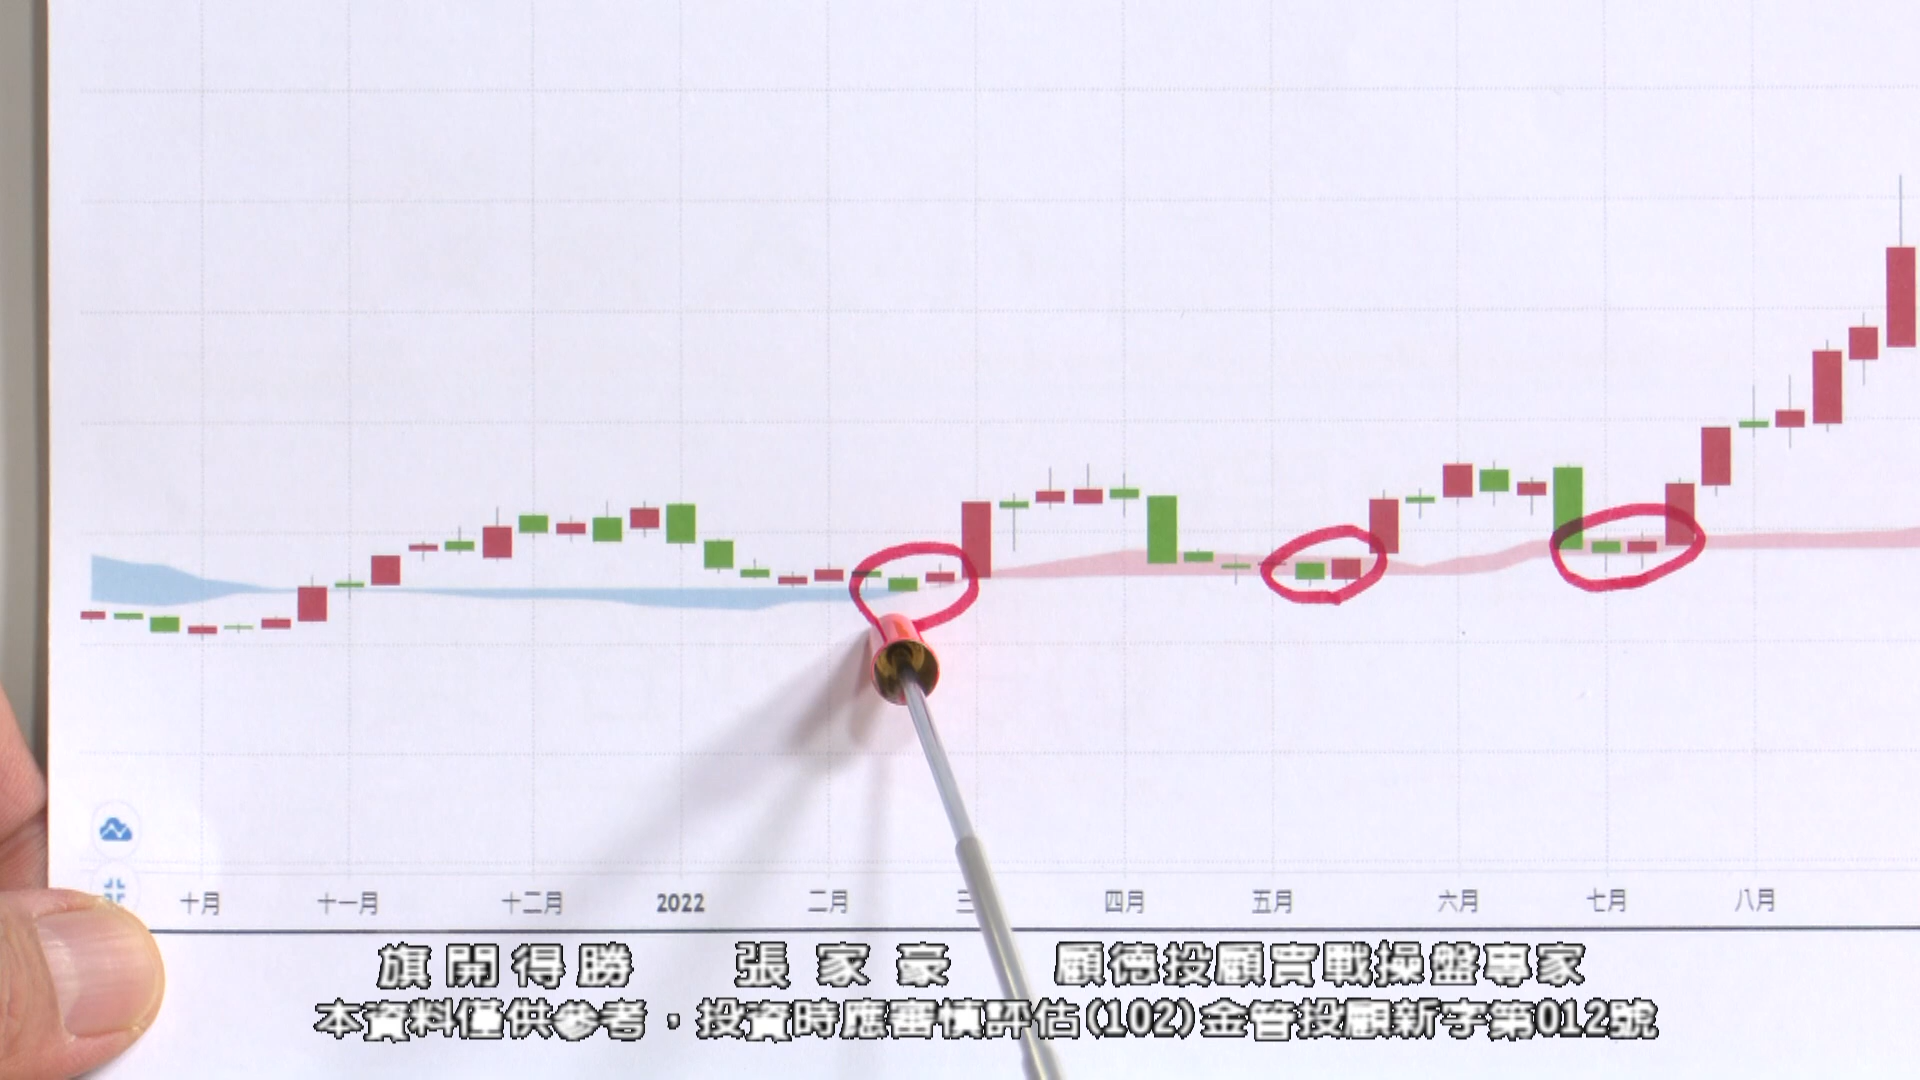 十月 十一月 十二月 2022 二月 三 四月 五月 六月 七月 八月
旗開得勝 張家豪 顧德投顧實戰操盤專家
本資料僅供參考，投資時應審慎評估(102)金管投顧新字第012號